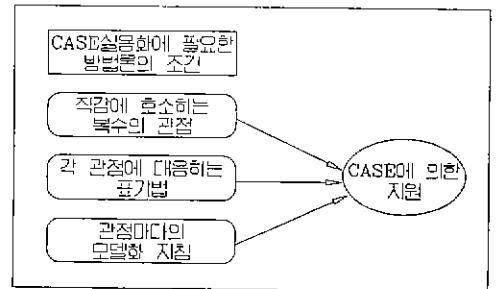 CASE실용화에 필요한
방법론의 조건
직감에 호소하는
복수의 관점
각 관점에 대응하는
표기법
관점마다의
모델화 지침
CASE에 의한
지원